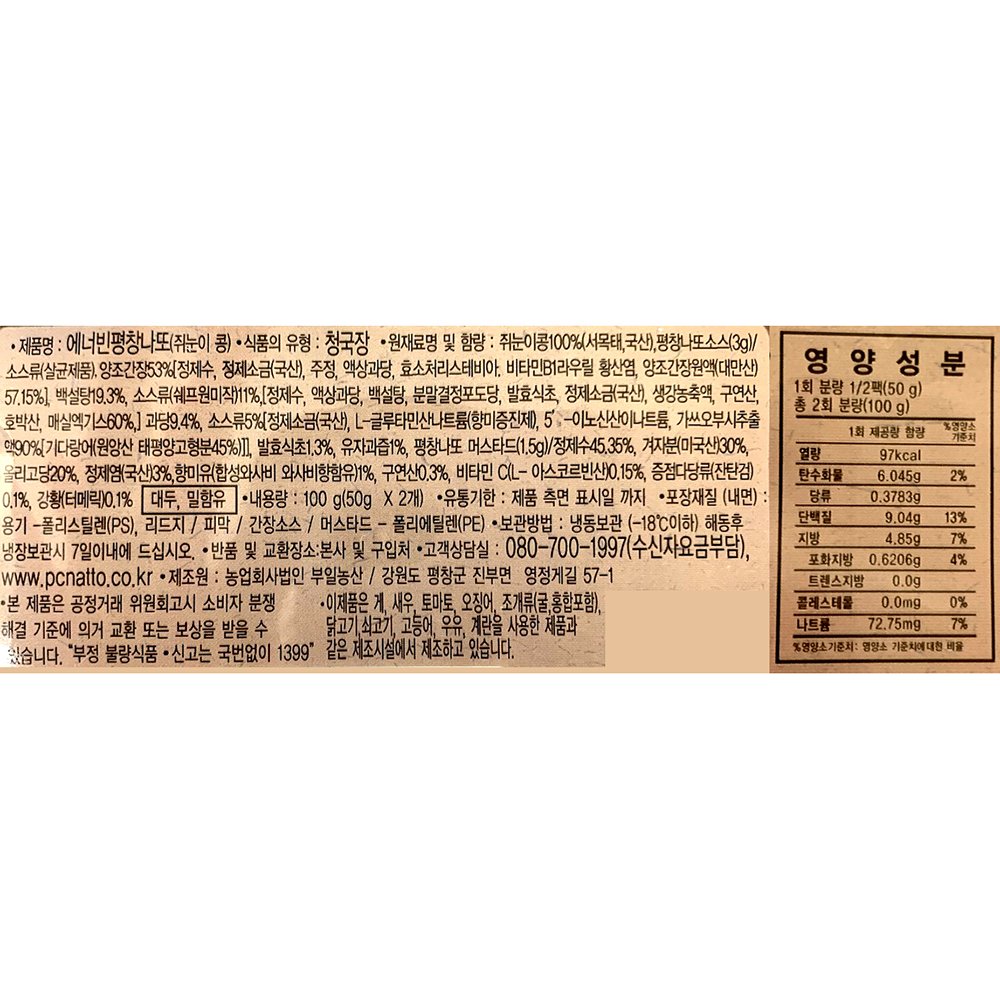 •제품명 : 에너빈평창나또(쥐눈이 콩) •식품의 유형 : 청국장 •원재료명 및 함량 : 쥐눈이콩100%(서목태,국산),평창나또소스(3g)/
소스류(살균제품), 양조간장53%[정제수, 정제소금(국산), 주정, 액상과당, 효소처리스테비아, 비타민B1라우릴 황산염, 양조간장원액(대만산)
57.15%], 백설탕19.3%, 소스류(쉐프원미장)11%,[정제수, 액상과당, 백설탕, 분말결정포도당, 발효식초, 정제소금(국산), 생강농축액, 구연산,
호박산, 매실엑기스60%,] 과당9.4%, 소스류5%[정제소금(국산), L-글루타민산나트륨(향미증진제), 5´-이노신산이나트륨, 가쓰오부시추출
액90%[기다랑어(원양산 태평양고형분45%)]], 발효식초1.3%, 유자과즙1%, 평창나또 머스타드(1.5g)/정제수45.35%, 겨자분(미국산)30%,
올리고당20%, 정제염(국산)3%,향미유(합성와사비 와사비향함유)1%, 구연산0.3%, 비타민 C(L- 아스코르빈산)0.15%, 증점다당류(잔탄검)
0.1%, 강황(터메릭)0.1% 대두, 밀함유 •내용량 : 100 g(50g X 2개) •유통기한 : 제품 측면 표시일 까지 •포장재질 (내면) :
용기 -폴리스틸렌(PS), 리드지 / 피막 / 간장소스 / 머스타드 - 폴리에틸렌(PE) •보관방법 : 냉동보관 (-18℃이하) 해동후
냉장보관시 7일이내에 드십시오. •반품 및 교환장소:본사 및 구입처 •고객상담실 : 080-700-1997(수신자요금부담),
www.pcnatto.co.kr •제조원 : 농업회사법인 부일농산 / 강원도 평창군 진부면 영정게길 57-1
•본 제품은 공정거래 위원회고시 소비자 분쟁
해결 기준에 의거 교환 또는 보상을 받을 수
있습니다. "부정 불량식품 •신고는 국번없이 1399"
•이제품은 게, 새우, 토마토, 오징어, 조개류(굴,홍합포함),
닭고기 쇠고기, 고등어, 우유, 계란을 사용한 제품과
같은 제조시설에서 제조하고 있습니다.
영양성분
1회 분량 1/2팩(50 g)
총 2회 분량(100 g)
1회 제공량 함량 %영양소 기준치
열량 97kcal
탄수화물 6.045g 2%
당류 0.3783g
단백질 9.04g 13%
지방 4.85g 7%
포화지방 0.6206g 4%
트렌스지방 0.0g
콜레스테롤 0.0mg 0%
나트륨 72.75mg 7%
%영양소기준치: 영양소 기준치에대한 비율